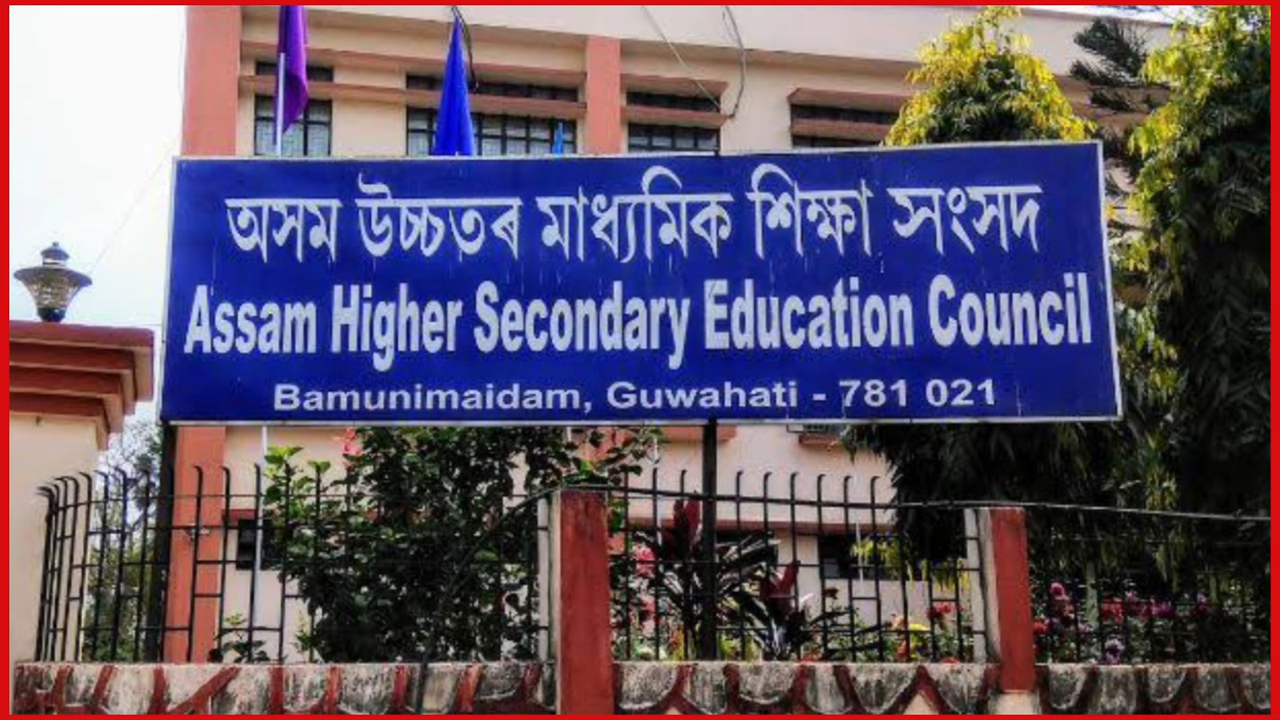 অসম উচ্চতৰ মাধ্যমিক শিক্ষা সংসদ
Assam Higher Secondary Education Council
Bamunimaidam, Guwahati - 781 021